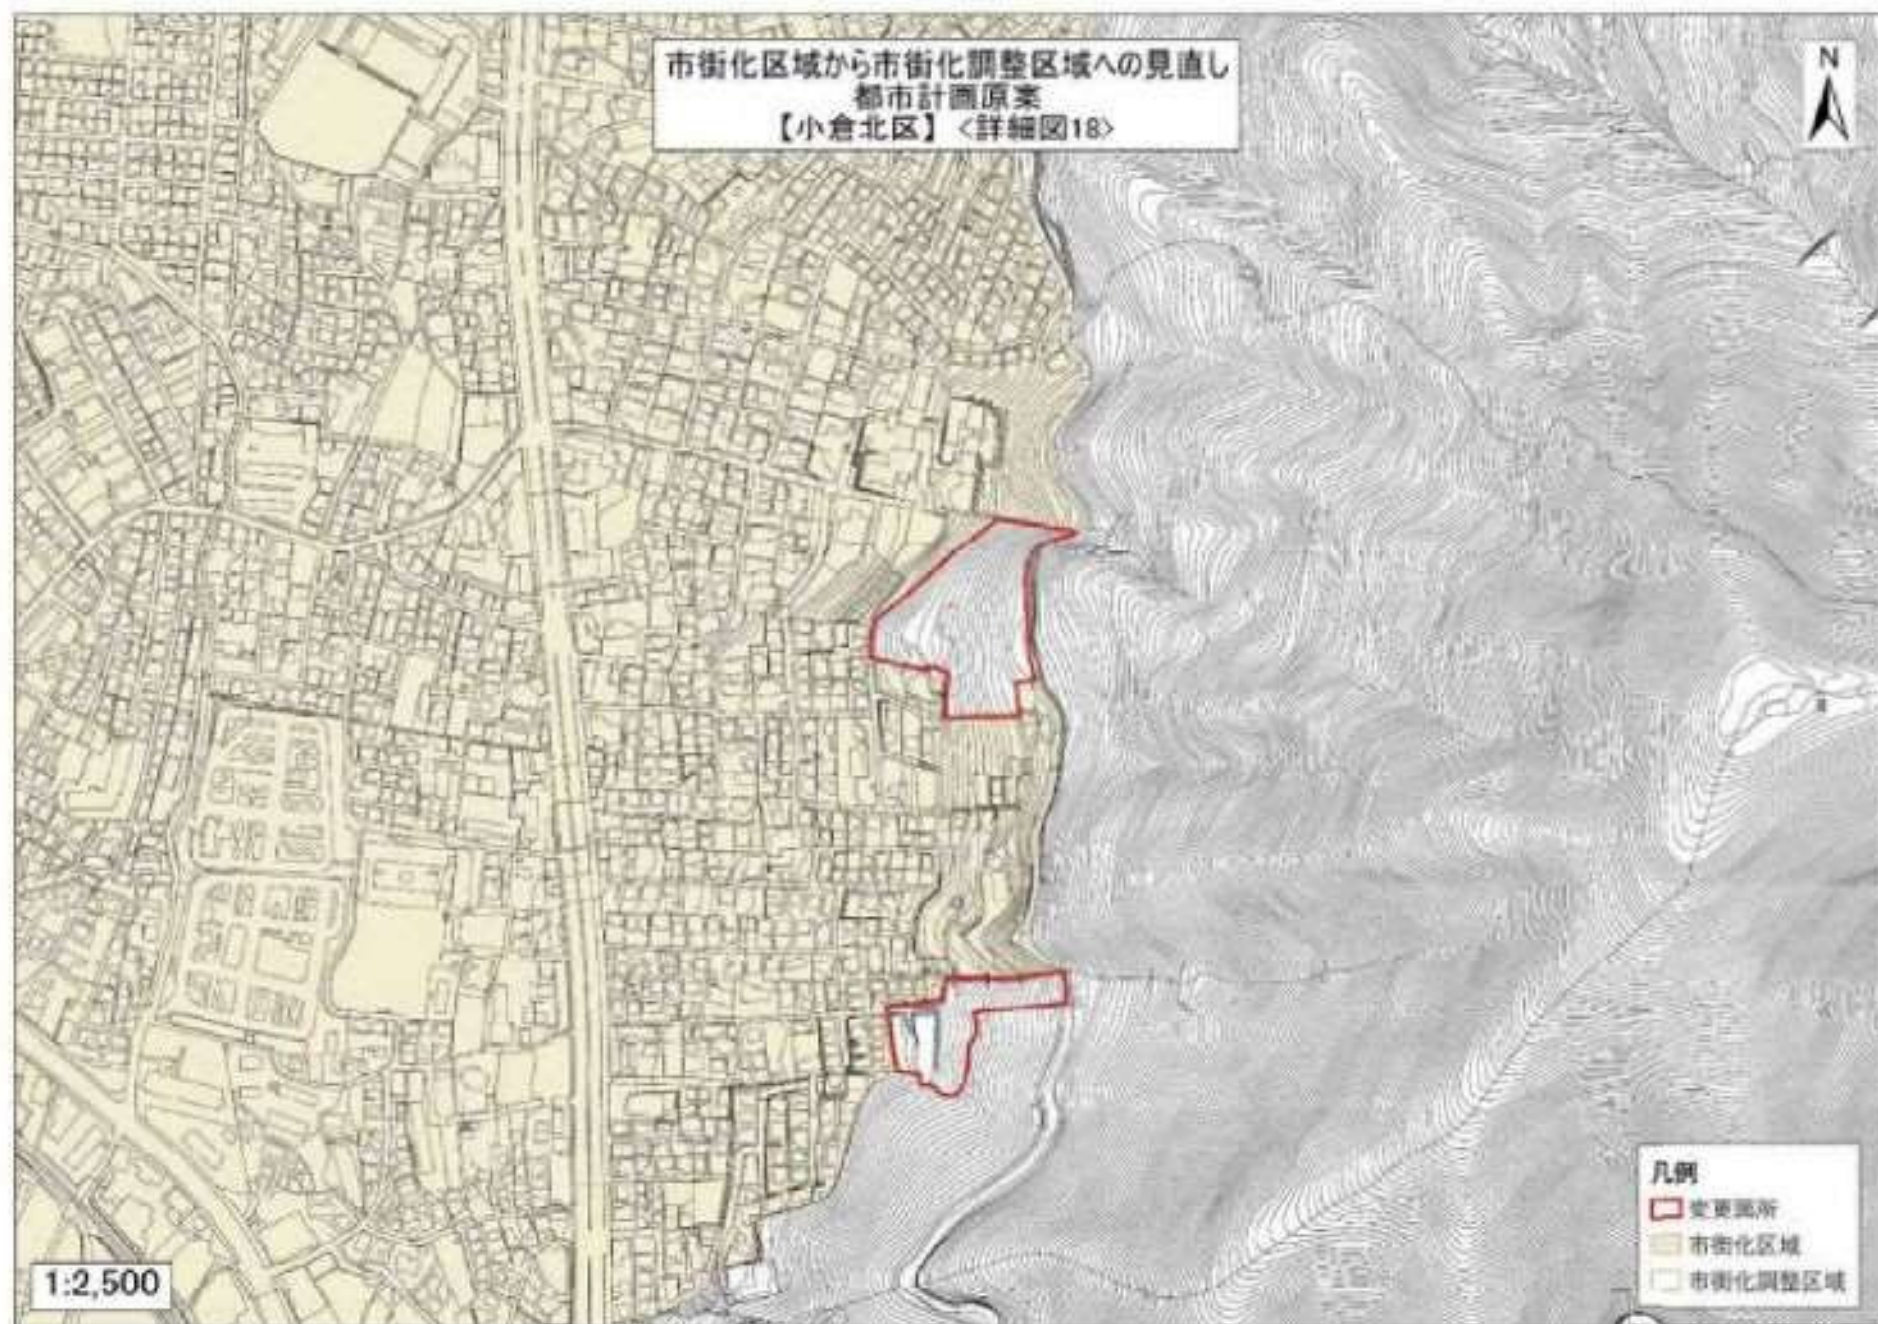 市街化区域から市街化調整区域への見直し
都市計画原案
【小倉北区】<詳細図18>
N
凡例
変更箇所
市街化区域
市街化調整区域
1:2,500